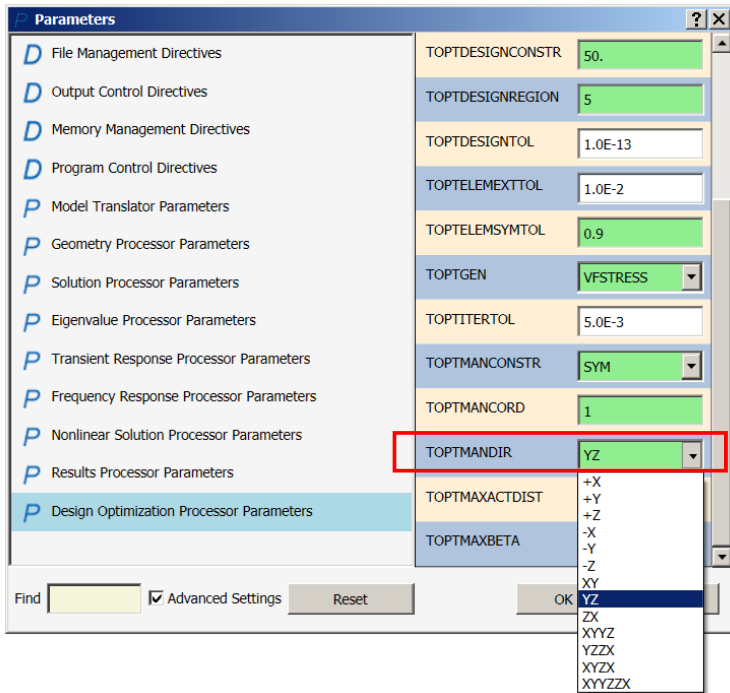 P Parameters ? X
D File Management Directives
D Output Control Directives
D Memory Management Directives
D Program Control Directives
P Model Translator Parameters
P Geometry Processor Parameters
P Solution Processor Parameters
P Eigenvalue Processor Parameters
P Transient Response Processor Parameters
P Frequency Response Processor Parameters
P Nonlinear Solution Processor Parameters
P Results Processor Parameters
P Design Optimization Processor Parameters
TOPTDESIGNCONSTR 50.
TOPTDESIGNREGION 5
TOPTDESIGNTOL 1.0E-13
TOPTELEMEXTTOL 1.0E-2
TOPTELEMSYMTOL 0.9
TOPTGEN VFSTRESS
TOPTITERTOL 5.0E-3
TOPTMANCONSTR SYM
TOPTMANCORD 1
TOPTMANDIR YZ
TOPTMAXACTDIST
TOPTMAXBETA
+X
+Y
+Z
-X
-Y
-Z
XY
YZ
ZX
XYYZ
YZZX
XYZX
XYYZZX
Find Advanced Settings Reset OK